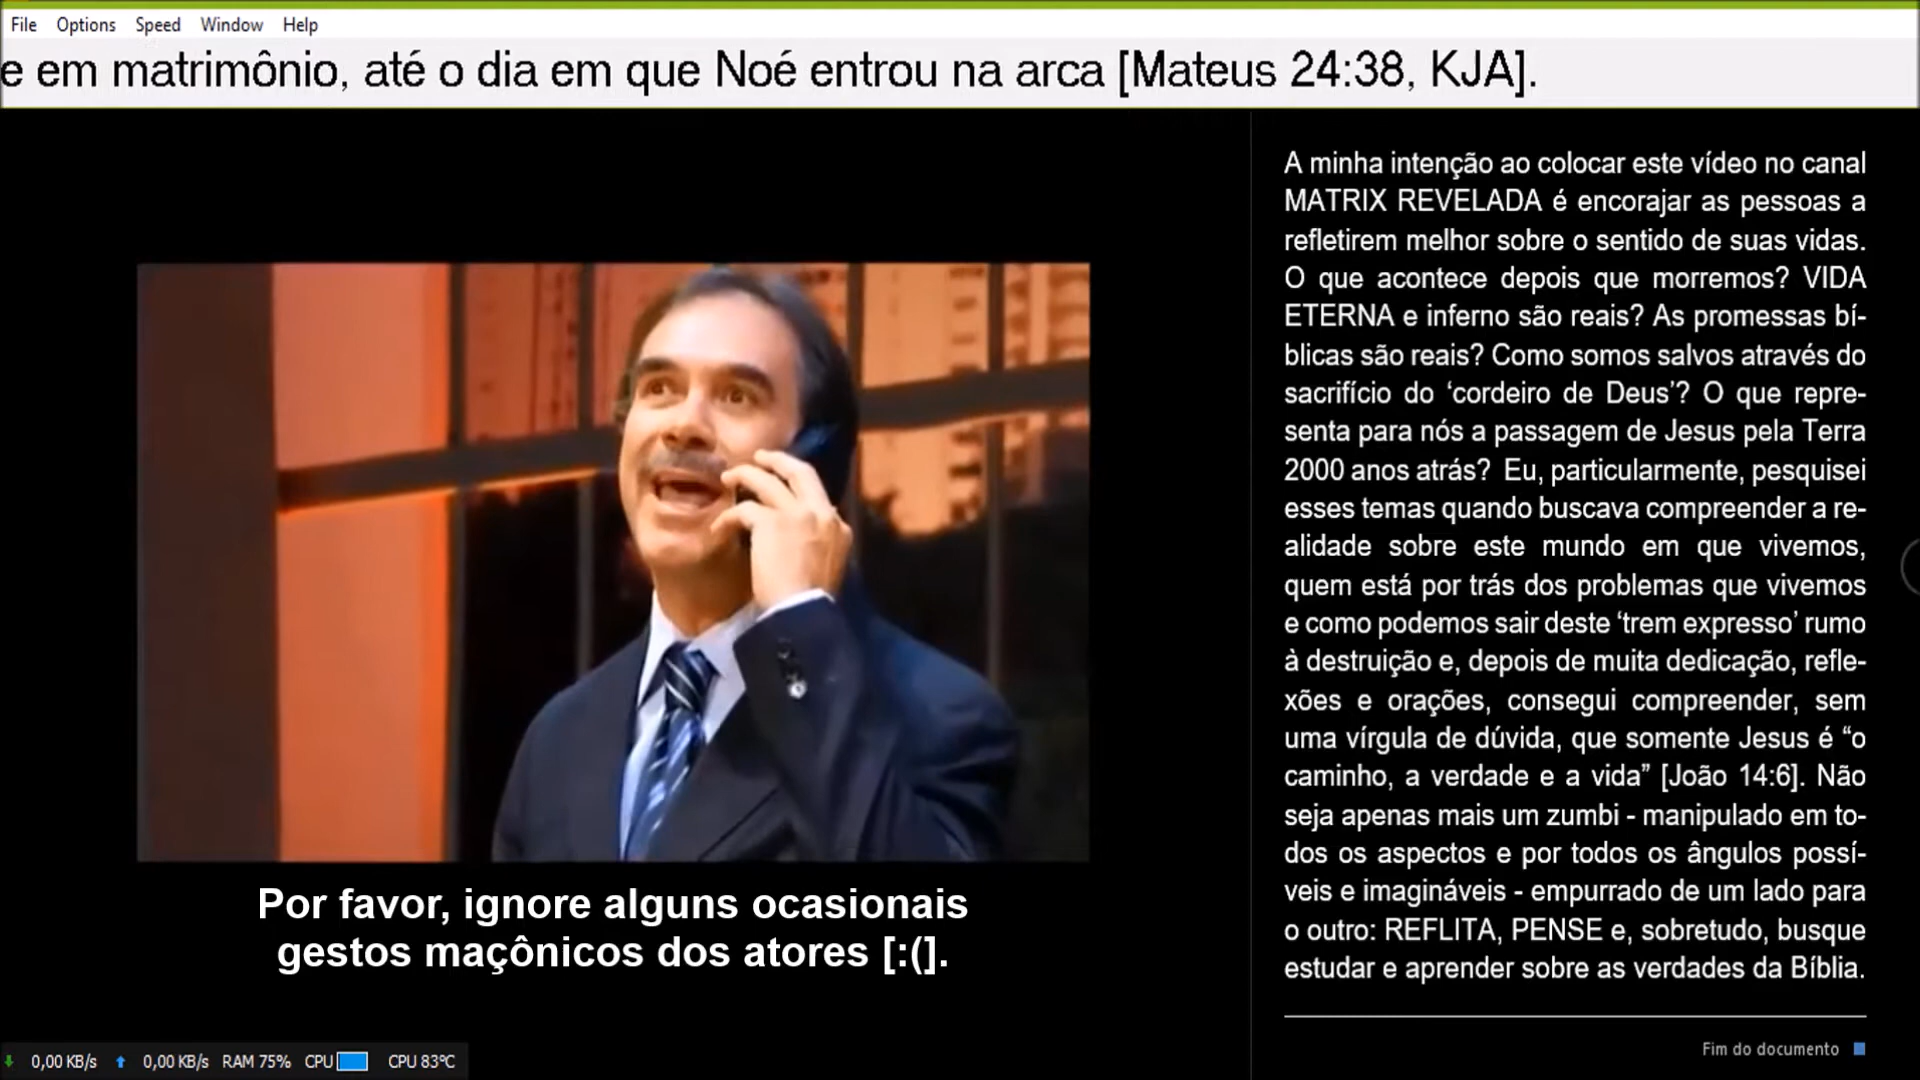 File Options Speed Window Help
e em matrimônio, até o dia em que Noé entrou na arca [Mateus 24:38, KJA].
A minha intenção ao colocar este vídeo no canal
MATRIX REVELADA é encorajar as pessoas a
refletirem melhor sobre o sentido de suas vidas.
O que acontece depois que morremos? VIDA
ETERNA e inferno são reais? As promessas bí-
blicas são reais? Como somos salvos através do
sacrifício do ‘cordeiro de Deus’? O que repre-
senta para nós a passagem de Jesus pela Terra
2000 anos atrás? Eu, particularmente, pesquisei
esses temas quando buscava compreender a re-
alidade sobre este mundo em que vivemos,
quem está por trás dos problemas que vivemos
e como podemos sair deste ‘trem expresso’ rumo
à destruição e, depois de muita dedicação, refle-
xões e orações, consegui compreender, sem
uma vírgula de dúvida, que somente Jesus é “o
caminho, a verdade e a vida” [João 14:6]. Não
seja apenas mais um zumbi - manipulado em to-
dos os aspectos e por todos os ângulos possí-
veis e imagináveis - empurrado de um lado para
o outro: REFLITA, PENSE e, sobretudo, busque
estudar e aprender sobre as verdades da Bíblia.
Por favor, ignore alguns ocasionais
gestos maçônicos dos atores [:(].
Fim do documento
0,00 KB/s 0,00 KB/s RAM 75% CPU CPU 83ºC